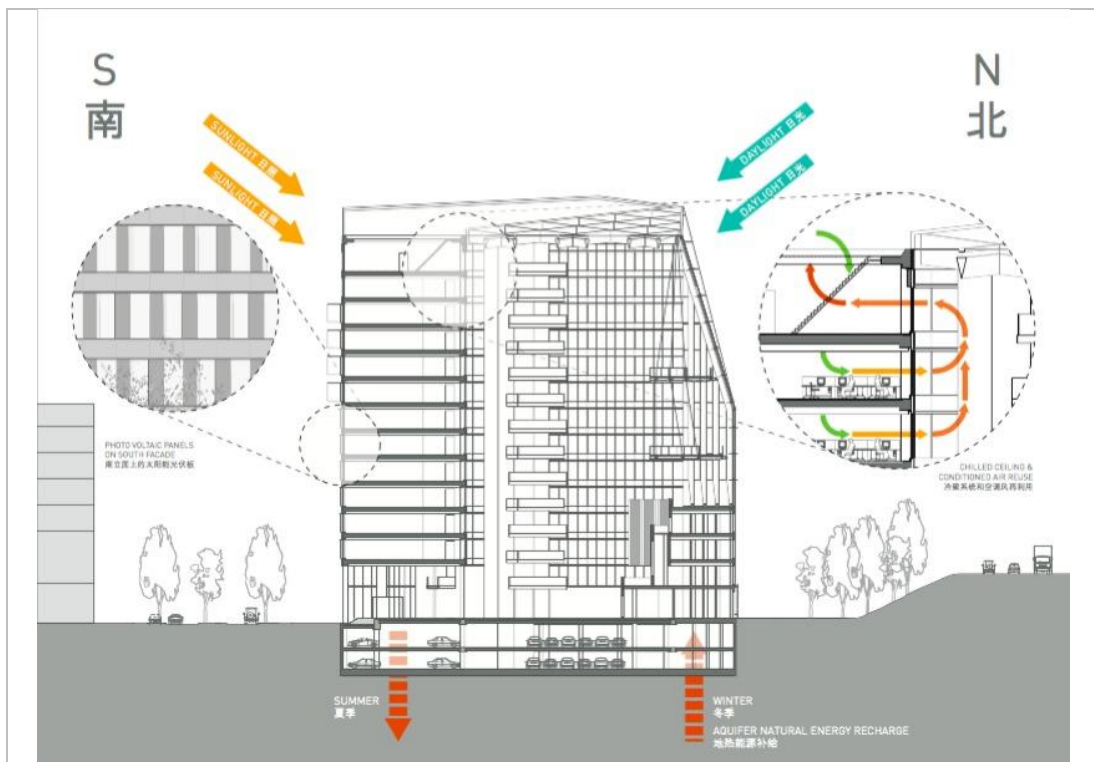 S
南
N
北
SUNLIGHT 日照
SUNLIGHT 日照
DAYLIGHT 日光
DAYLIGHT 日光
PHOTO VOLTAIC PANELS
ON SOUTH FACADE
南立面上的太阳能光伏板
CHILLED CEILING &
CONDITIONED AIR REUSE
冷梁系统和空调风再利用
SUMMER
夏季
WINTER
冬季
AQUIFER NATURAL ENERGY RECHARGE
地热能源补给